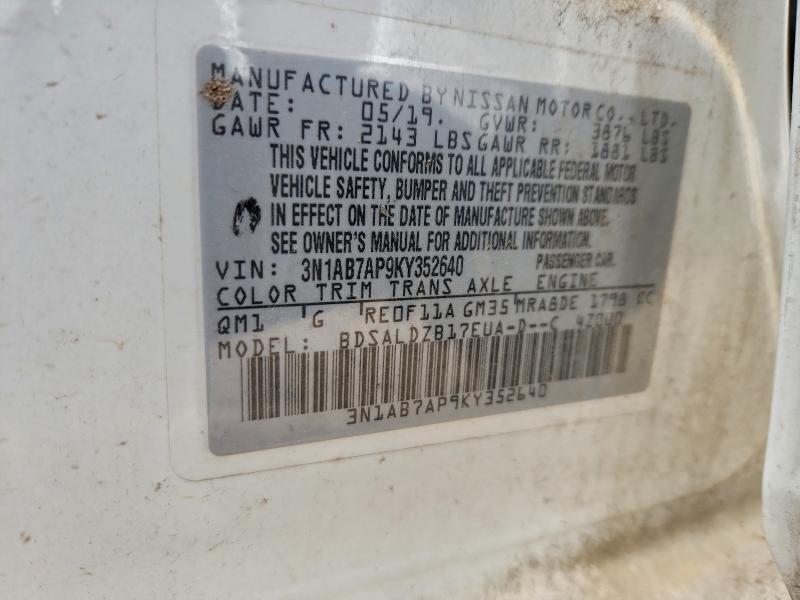 MANUFACTURED BY NISSAN MOTOR CO., LTD.
DATE: 05/19. GVWR: 3876 LBS
GAWR FR: 2143 LBS GAWR RR: 1881 LBS
THIS VEHICLE CONFORMS TO ALL APPLICABLE FEDERAL MOTOR
VEHICLE SAFETY, BUMPER AND THEFT PREVENTION STANDARDS
IN EFFECT ON THE DATE OF MANUFACTURE SHOWN ABOVE.
SEE OWNER'S MANUAL FOR ADDITIONAL INFORMATION.
VIN: 3N1AB7AP9KY352640 PASSENGER CAR.
COLOR TRIM TRANS AXLE ENGINE
QM1 G RE0F11A GM35 MRA8DE 1798 CC
MODEL: BDSALDZB17EUA-D--C
3N1AB7AP9KY352640